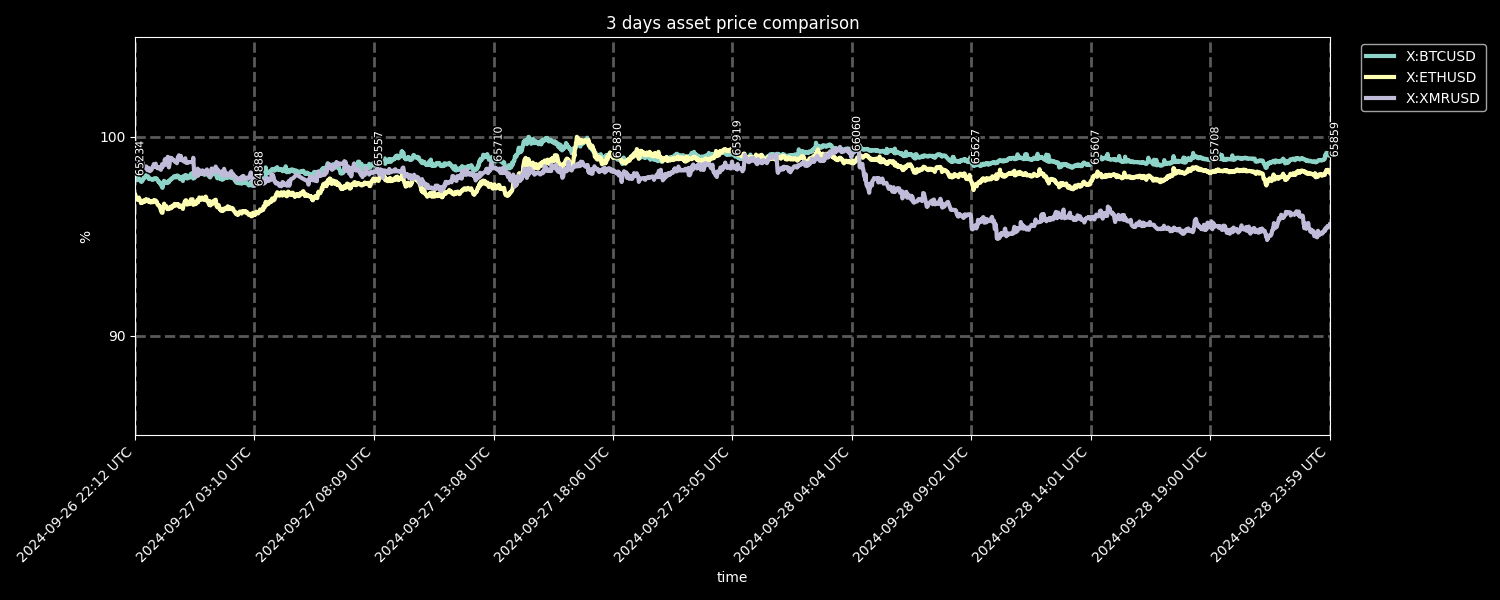 3 days asset price comparison
X:BTCUSD
X:ETHUSD
X:XMRUSD
100
90
%
65234
64888
65557
65710
65830
65919
66060
65627
65607
65708
65859
2024-09-26 22:12 UTC
2024-09-27 03:10 UTC
2024-09-27 08:09 UTC
2024-09-27 13:08 UTC
2024-09-27 18:06 UTC
2024-09-27 23:05 UTC
2024-09-28 04:04 UTC
2024-09-28 09:02 UTC
2024-09-28 14:01 UTC
2024-09-28 19:00 UTC
2024-09-28 23:59 UTC
time